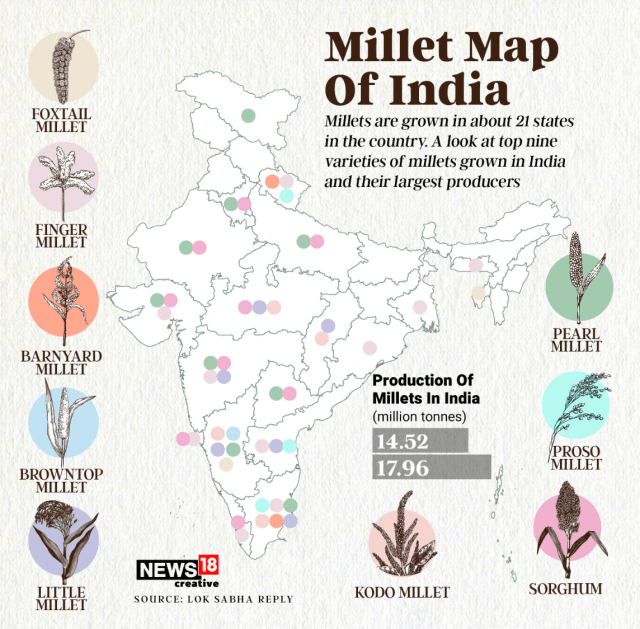 Millet Map
Of India
Millets are grown in about 21 states
in the country. A look at top nine
varieties of millets grown in India
and their largest producers
FOXTAIL
MILLET
FINGER
MILLET
BARNYARD
MILLET
BROWNTOP
MILLET
LITTLE
MILLET
PEARL
MILLET
PROSO
MILLET
SORGHUM
KODO MILLET
Production Of
Millets In India
(million tonnes)
14.52
17.96
NEWS 18
creative
SOURCE: LOK SABHA REPLY